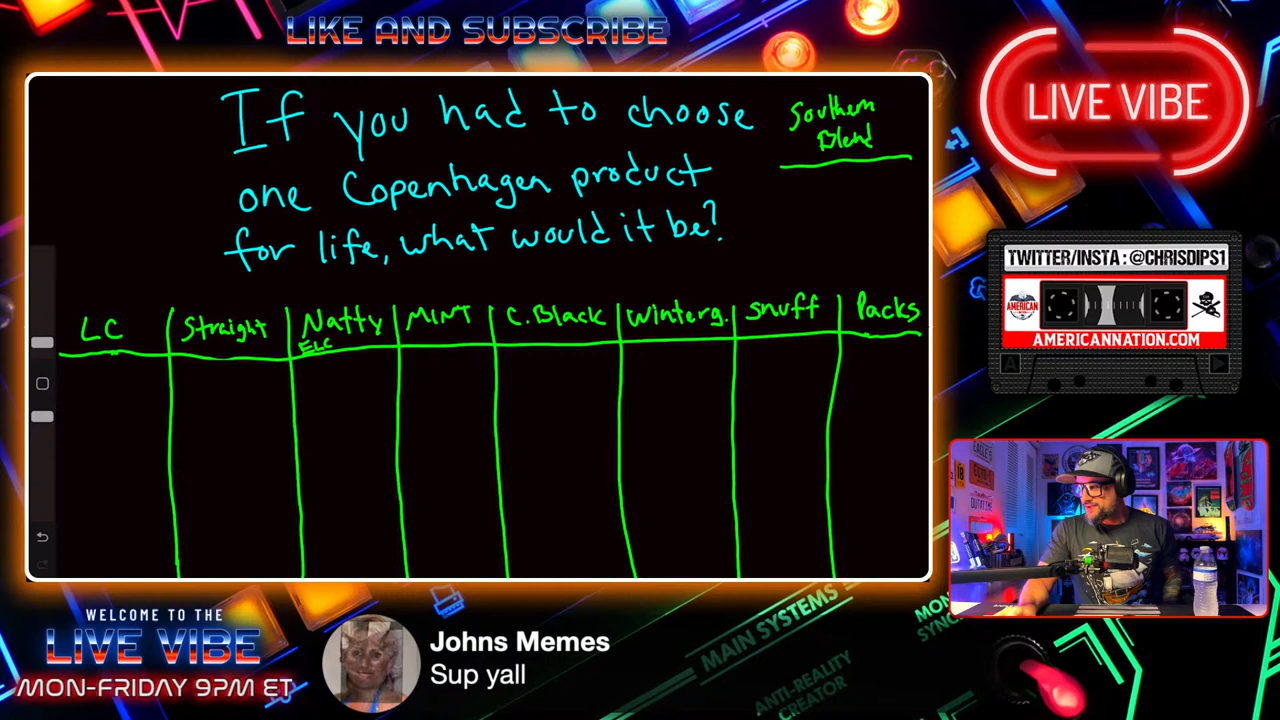 LIKE AND SUBSCRIBE
If you had to choose
one Copenhagen product
for life, what would it be?
Southern
Blend
LC
Straight
Natty
ELC
MINT
C. Black
Winterg.
snuff
Packs
LIVE VIBE
TWITTER/INSTA : @CHRISDIPS1
AMERICAN
AMERICANNATION.COM
A
WELCOME TO THE
LIVE VIBE
MON-FRIDAY 9PM ET
Johns Memes
Sup yall
MAIN SYSTEMS
ANTI-REALITY
CREATOR